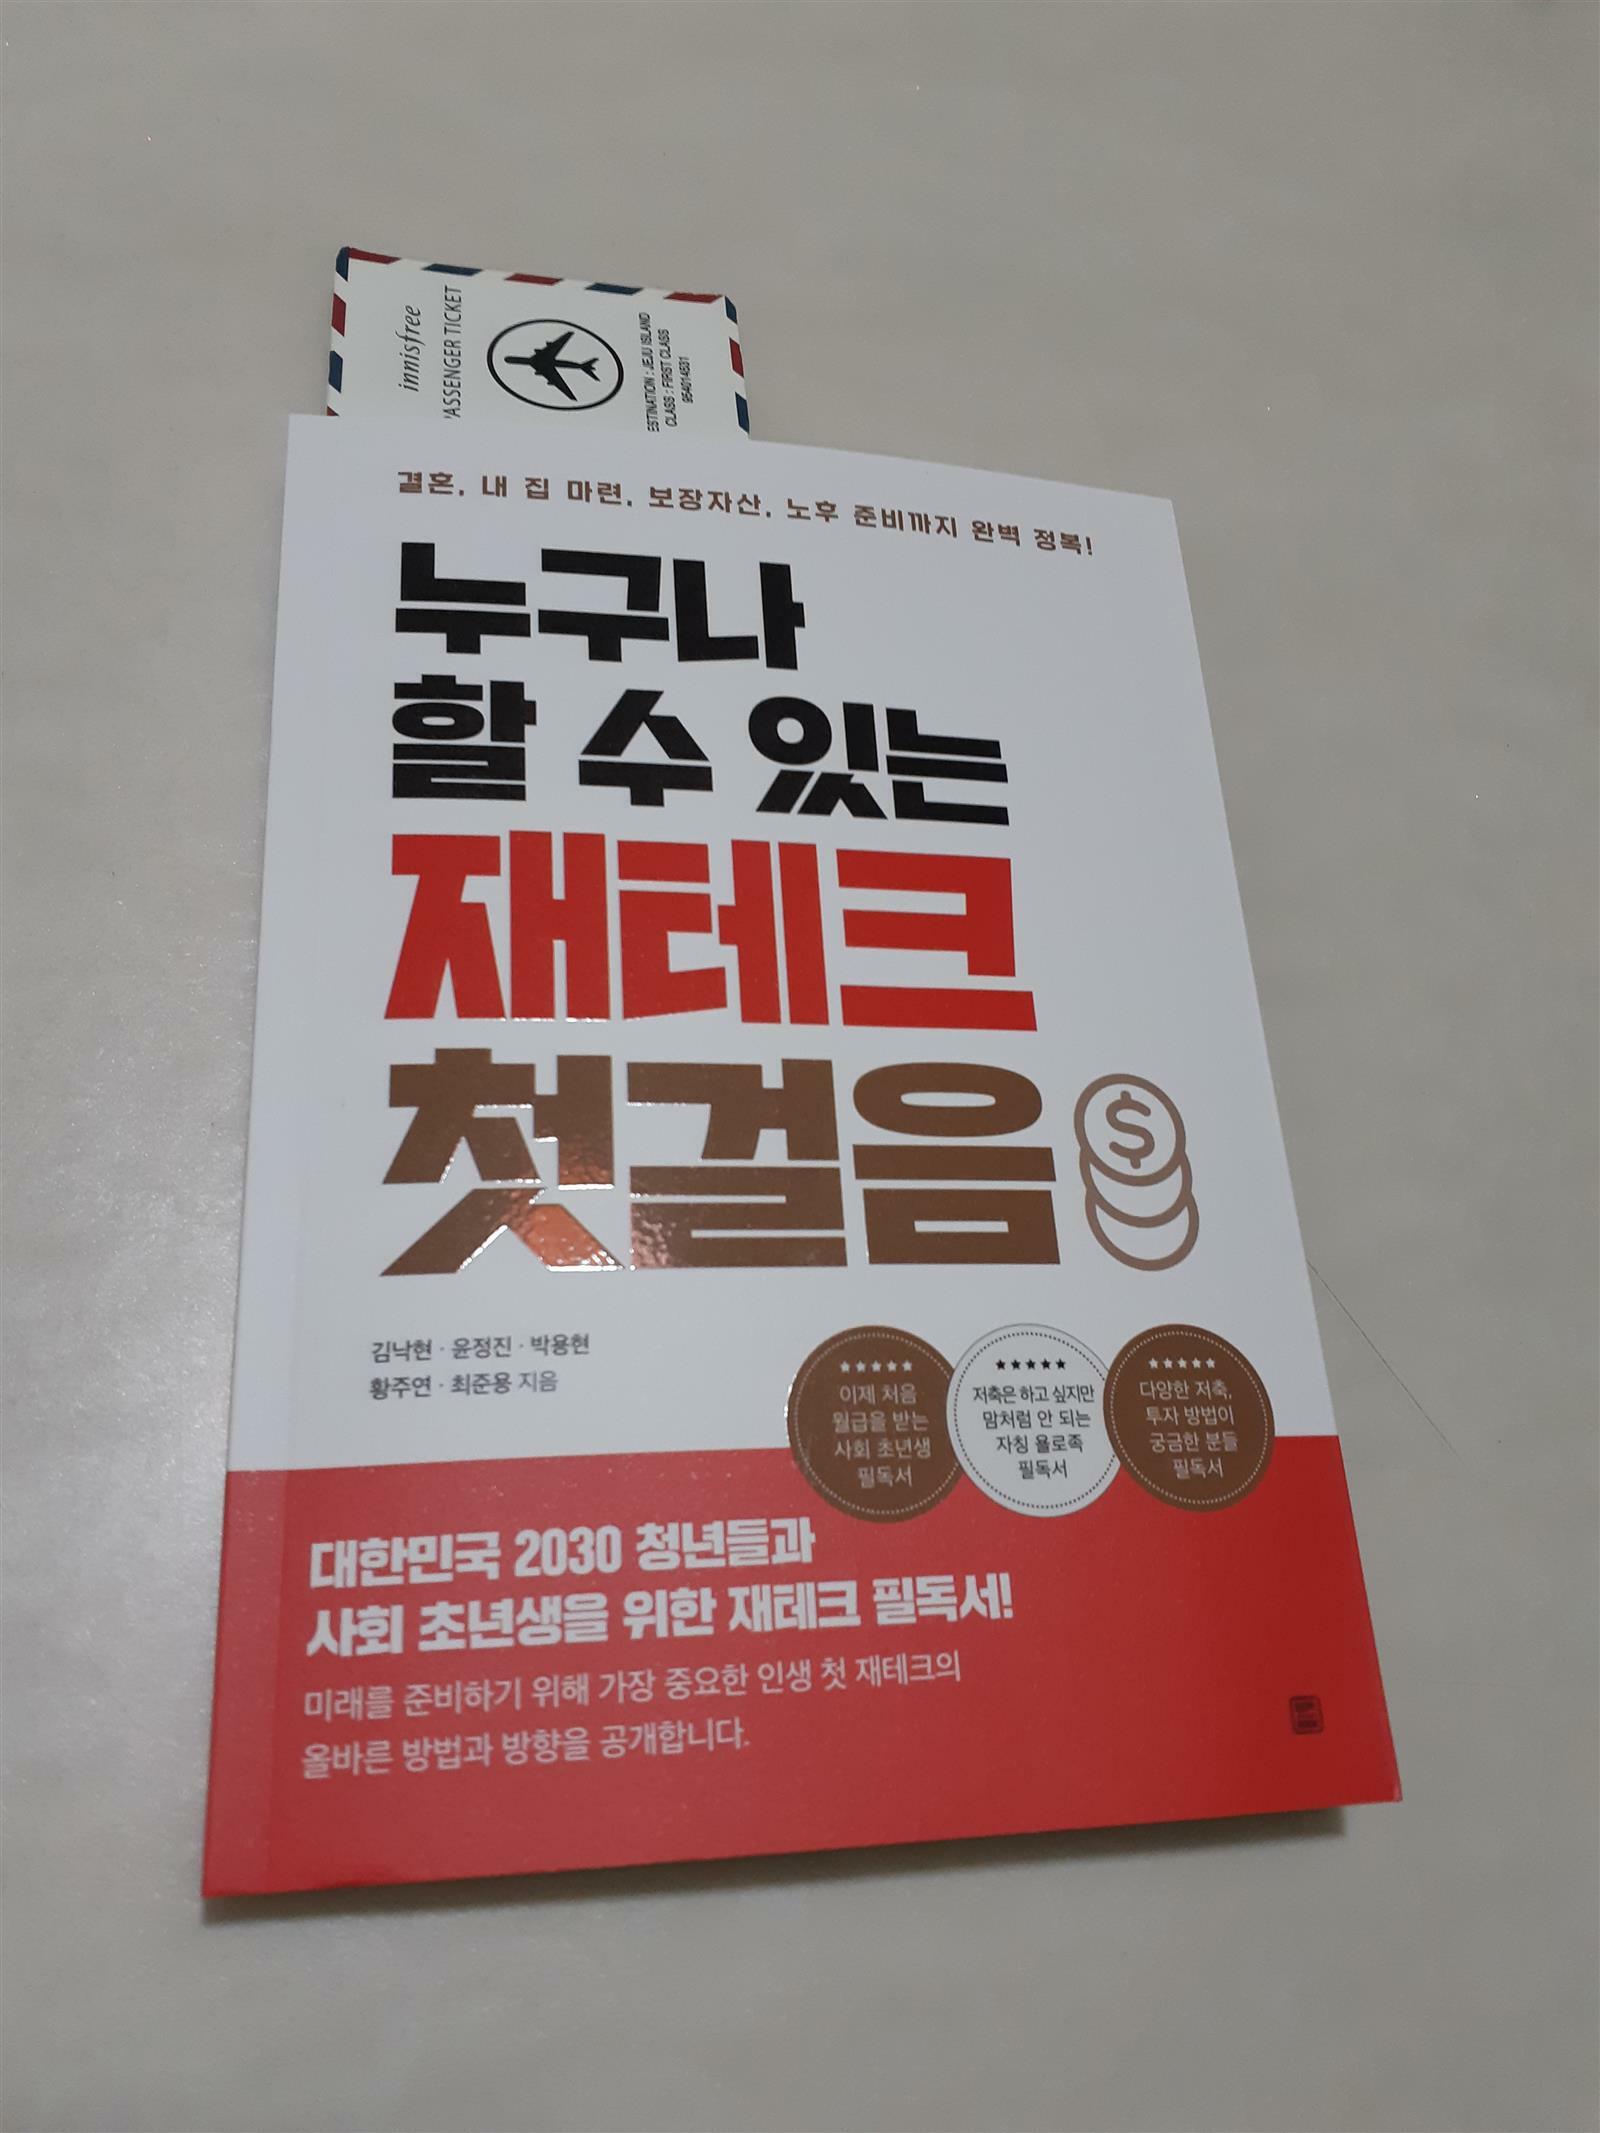 innisfree
PASSENGER TICKET
DESTINATION : JEJU ISLAND
CLASS : FIRST CLASS
954014531
결혼, 내 집 마련, 보장자산, 노후 준비까지 완벽 정복!
누구나
할 수 있는
재테크
첫걸음
$
김낙현 · 윤정진 · 박용현
황주연 · 최준용 지음
★★★★★
이제 처음
월급을 받는
사회 초년생
필독서
★★★★★
저축은 하고 싶지만
맘처럼 안 되는
자칭 욜로족
필독서
★★★★★
다양한 저축,
투자 방법이
궁금한 분들
필독서
대한민국 2030 청년들과
사회 초년생을 위한 재테크 필독서!
미래를 준비하기 위해 가장 중요한 인생 첫 재테크의
올바른 방법과 방향을 공개합니다.